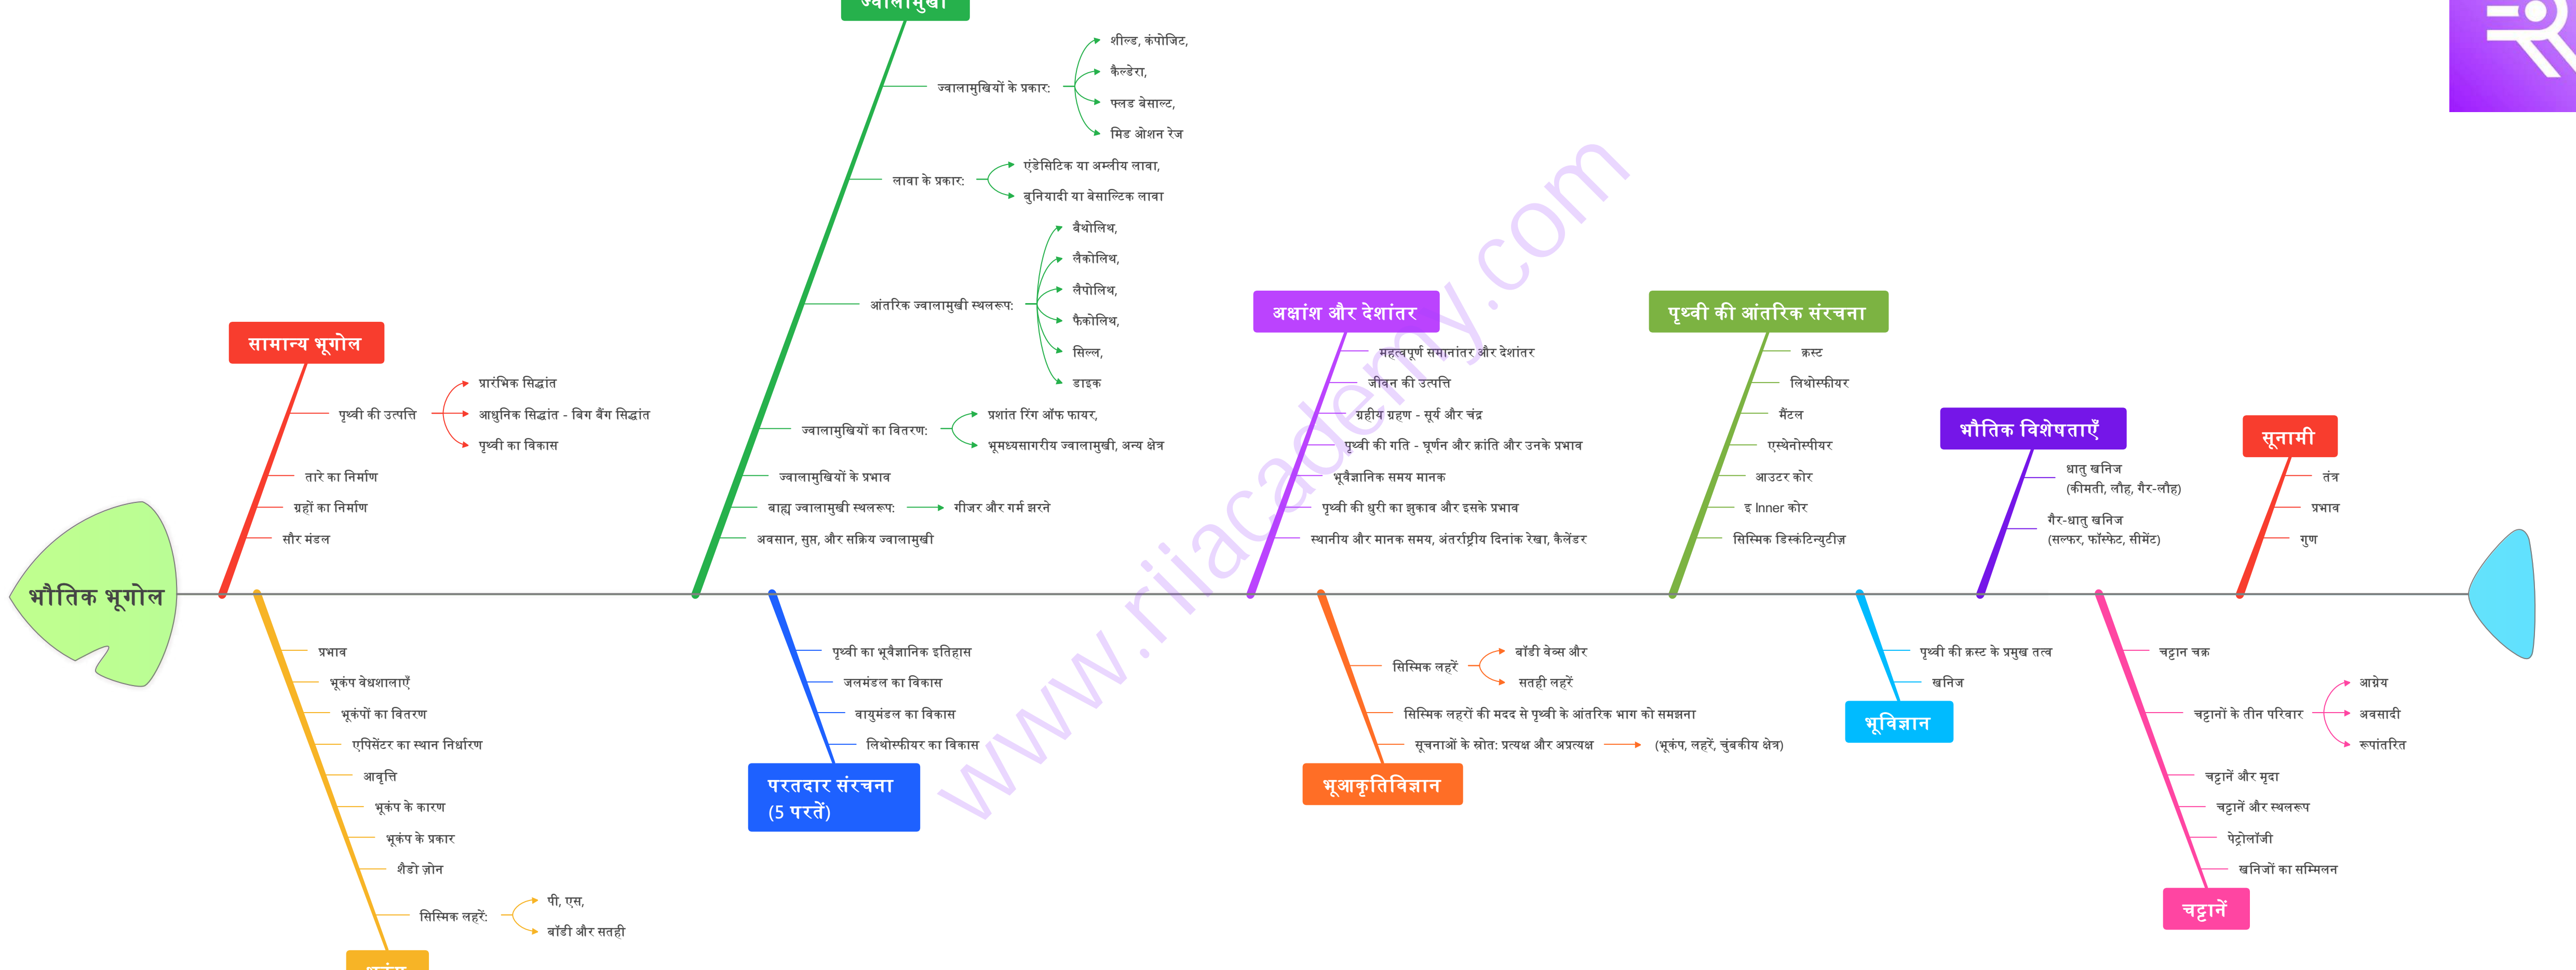 ज्वालामुखी
ज्वालामुखियों के प्रकार:
शील्ड, कंपोजिट,
कैल्डेरा,
फ्लड बेसाल्ट,
मिड ओशन रेज
लावा के प्रकार:
एंडेसिटिक या अम्लीय लावा,
बुनियादी या बेसाल्टिक लावा
आंतरिक ज्वालामुखी स्थलरूप:
बैथोलिथ,
लैकोलिथ,
लैपोलिथ,
फैकोलिथ,
सिल्ल,
डाइक
ज्वालामुखियों का वितरण:
प्रशांत रिंग ऑफ फायर,
भूमध्यसागरीय ज्वालामुखी, अन्य क्षेत्र
ज्वालामुखियों के प्रभाव
बाह्य ज्वालामुखी स्थलरूप:
गीजर और गर्म झरने
अवसान, सुप्त, और सक्रिय ज्वालामुखी
सामान्य भूगोल
पृथ्वी की उत्पत्ति
प्रारंभिक सिद्धांत
आधुनिक सिद्धांत - बिग बैंग सिद्धांत
पृथ्वी का विकास
तारे का निर्माण
ग्रहों का निर्माण
सौर मंडल
अक्षांश और देशांतर
महत्वपूर्ण समानांतर और देशांतर
जीवन की उत्पत्ति
ग्रहीय ग्रहण - सूर्य और चंद्र
पृथ्वी की गति - घूर्णन और क्रांति और उनके प्रभाव
भूवैज्ञानिक समय मानक
पृथ्वी की धुरी का झुकाव और इसके प्रभाव
स्थानीय और मानक समय, अंतर्राष्ट्रीय दिनांक रेखा, कैलेंडर
पृथ्वी की आंतरिक संरचना
क्रस्ट
लिथोस्फीयर
मैंटल
एस्थेनोस्पीयर
आउटर कोर
इ Inner कोर
सिस्मिक डिस्कंटिन्युटीज़
भौतिक विशेषताएँ
धातु खनिज
(कीमती, लौह, गैर-लौह)
गैर-धातु खनिज
(सल्फर, फॉस्फेट, सीमेंट)
सूनामी
तंत्र
प्रभाव
गुण
भौतिक भूगोल
प्रभाव
भूकंप वेधशालाएँ
भूकंपों का वितरण
एपिसेंटर का स्थान निर्धारण
आवृत्ति
भूकंप के कारण
भूकंप के प्रकार
शैडो ज़ोन
सिस्मिक लहरें:
पी, एस,
बॉडी और सतही
पृथ्वी का भूवैज्ञानिक इतिहास
जलमंडल का विकास
वायुमंडल का विकास
लिथोस्फीयर का विकास
परतदार संरचना
(5 परतें)
सिस्मिक लहरें
बॉडी वेव्स और
सतही लहरें
सिस्मिक लहरों की मदद से पृथ्वी के आंतरिक भाग को समझना
सूचनाओं के स्रोत: प्रत्यक्ष और अप्रत्यक्ष
(भूकंप, लहरें, चुंबकीय क्षेत्र)
भूआकृतिविज्ञान
पृथ्वी की क्रस्ट के प्रमुख तत्व
खनिज
भूविज्ञान
चट्टान चक्र
चट्टानों के तीन परिवार
आग्नेय
अवसादी
रूपांतरित
चट्टानें और मृदा
चट्टानें और स्थलरूप
पेट्रोलॉजी
खनिजों का सम्मिलन
चट्टानें
www.riiacademy.com